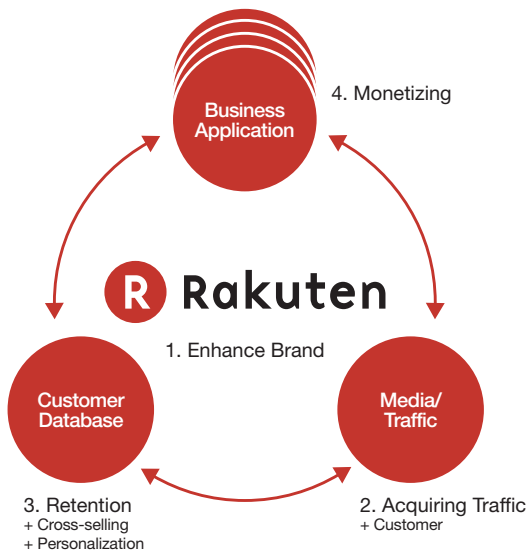 Business
Application
4. Monetizing
R Rakuten
1. Enhance Brand
Customer
Database
Media/
Traffic
3. Retention
+ Cross-selling
+ Personalization
2. Acquiring Traffic
+ Customer